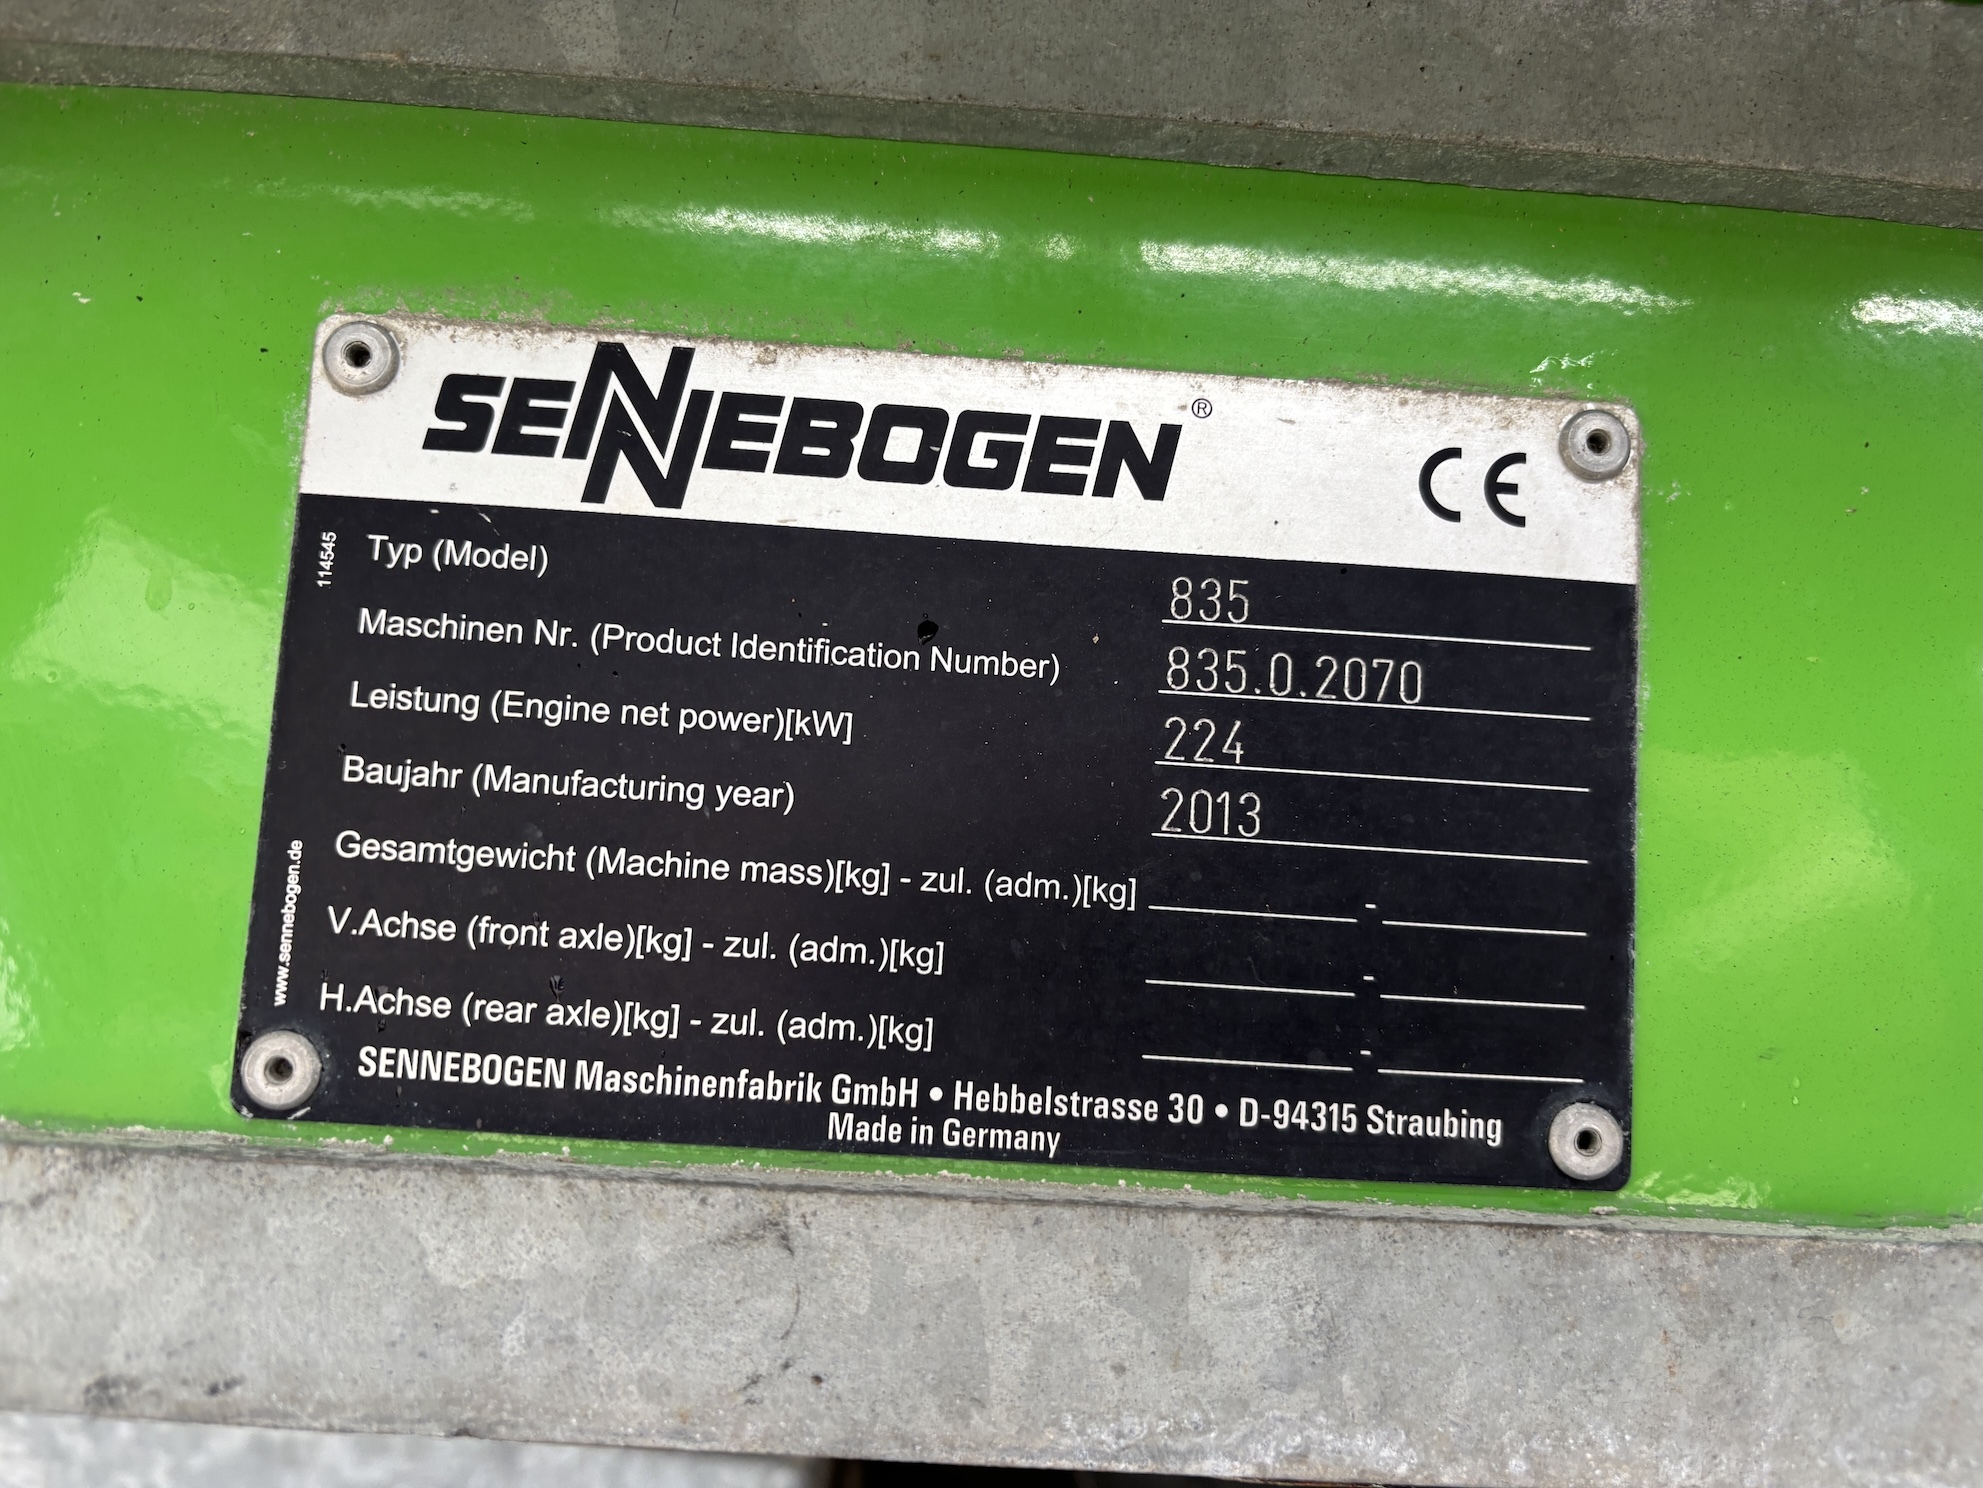 SENNEBOGEN®
CE
114545
Typ (Model) 835
Maschinen Nr. (Product Identification Number) 835.0.2070
Leistung (Engine net power)[kW] 224
Baujahr (Manufacturing year) 2013
Gesamtgewicht (Machine mass)[kg] - zul. (adm.)[kg] -
V.Achse (front axle)[kg] - zul. (adm.)[kg] -
H.Achse (rear axle)[kg] - zul. (adm.)[kg] -
www.sennebogen.de
SENNEBOGEN Maschinenfabrik GmbH • Hebbelstrasse 30 • D-94315 Straubing
Made in Germany